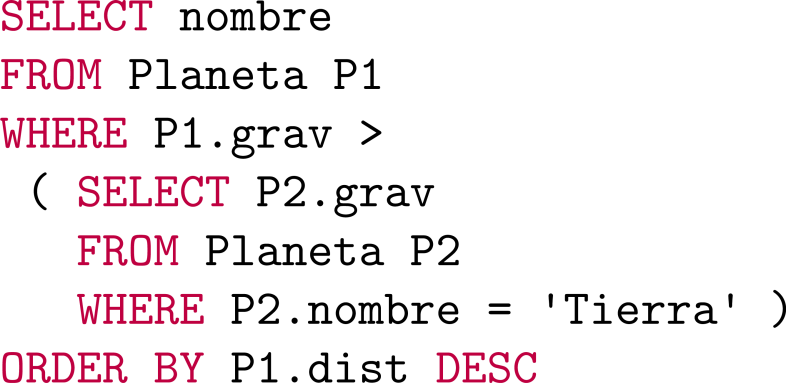 SELECT nombre
FROM Planeta P1
WHERE P1.grav >
( SELECT P2.grav
FROM Planeta P2
WHERE P2.nombre = 'Tierra' )
ORDER BY P1.dist DESC